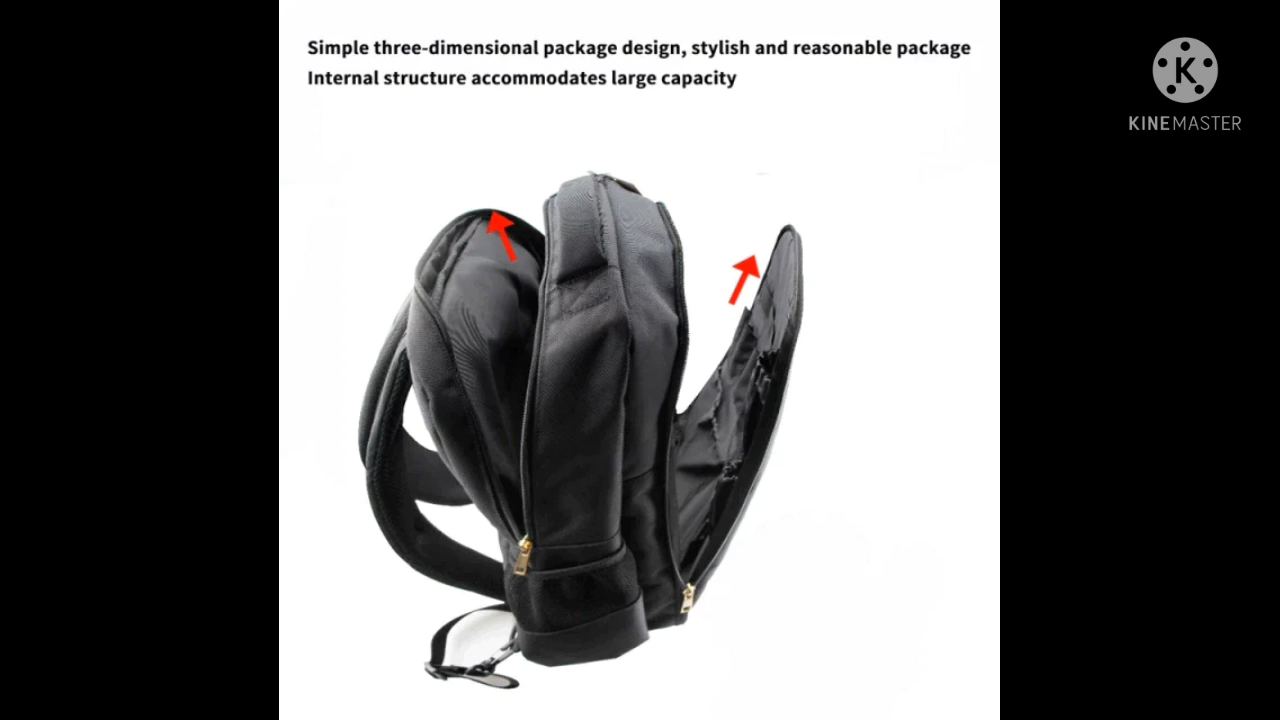 Simple three-dimensional package design, stylish and reasonable package
Internal structure accommodates large capacity
K
KINEMASTER